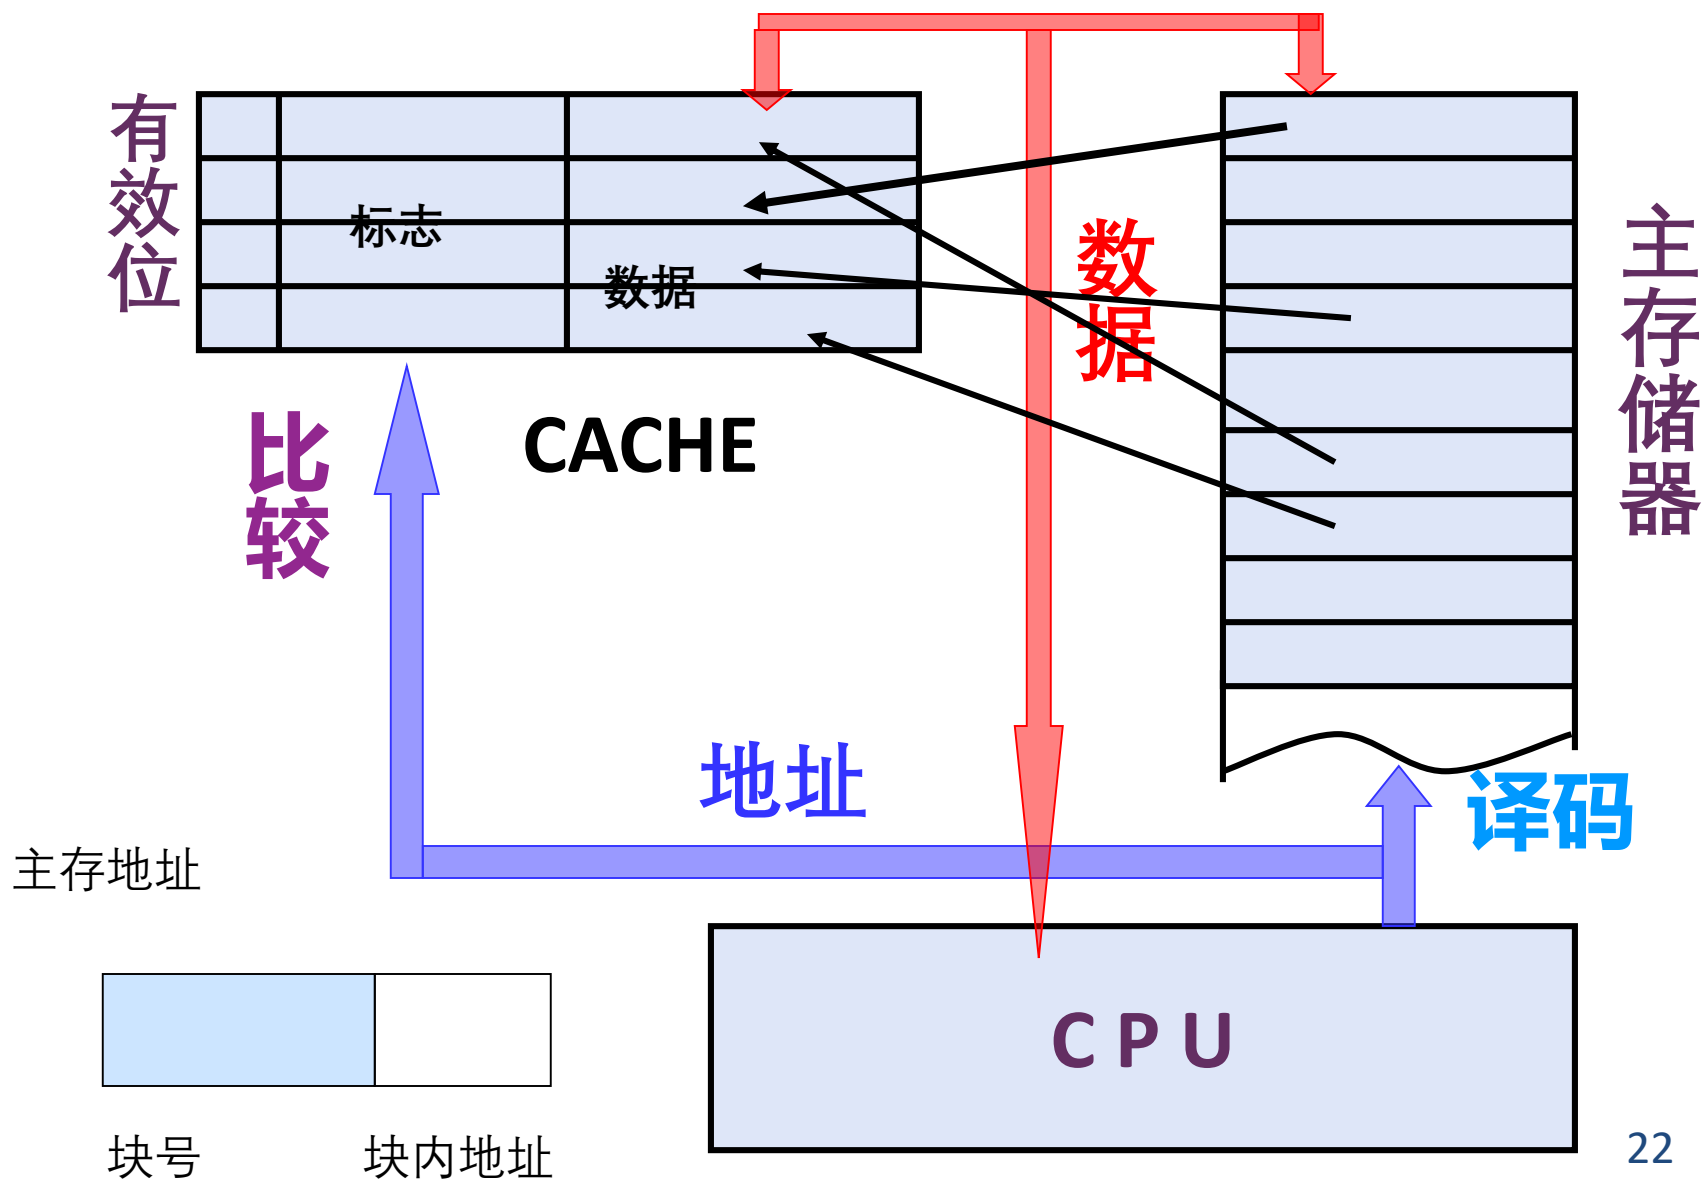 有效位
标志
数据
数据
主存储器
比较
CACHE
地址
译码
主存地址
CPU
块号
块内地址
22